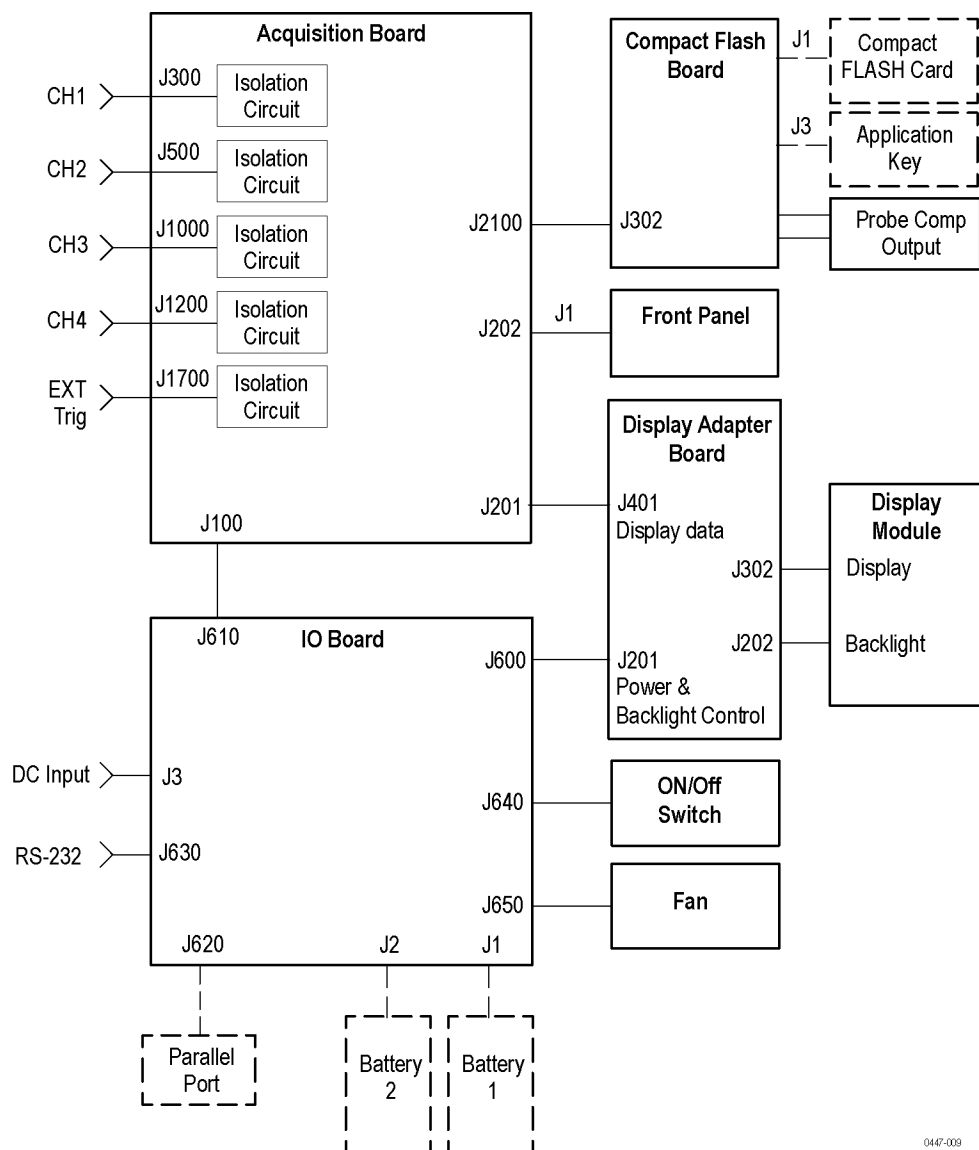 Acquisition Board
CH1
J300
Isolation
Circuit
CH2
J500
Isolation
Circuit
CH3
J1000
Isolation
Circuit
CH4
J1200
Isolation
Circuit
EXT
Trig
J1700
Isolation
Circuit
J2100
J202
J201
J100
Compact Flash
Board
J302
J1
Compact
FLASH Card
J3
Application
Key
Probe Comp
Output
J1
Front Panel
Display Adapter
Board
J401
Display data
J302
J202
J201
Power &
Backlight Control
Display
Module
Display
Backlight
IO Board
J610
J600
DC Input
J3
RS-232
J630
J640
ON/Off
Switch
J650
Fan
J620
J2
J1
Parallel
Port
Battery
2
Battery
1
0447-009